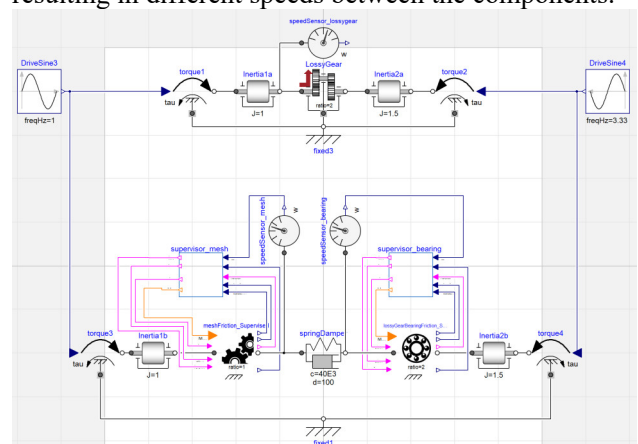 resulting in different speeds between the components.
speedSensor_lossygear
w
DriveSine3
DriveSine4
torque1
Inertia1a
LossyGear
Inertia2a
torque2
tau
ratio=2
tau
freqHz=1
J=1
J=1.5
freqHz=3.33
fixed3
speedSensor_mesh
w
speedSensor_bearing
w
supervisor_mesh
supervisor_bearing
torque3
Inertia1b
meshFriction_Supervised
springDampe
lossyGearBearingFriction_S...
Inertia2b
torque4
tau
J=1
ratio=1
c=40E3
d=100
ratio=2
J=1.5
tau
fixed1